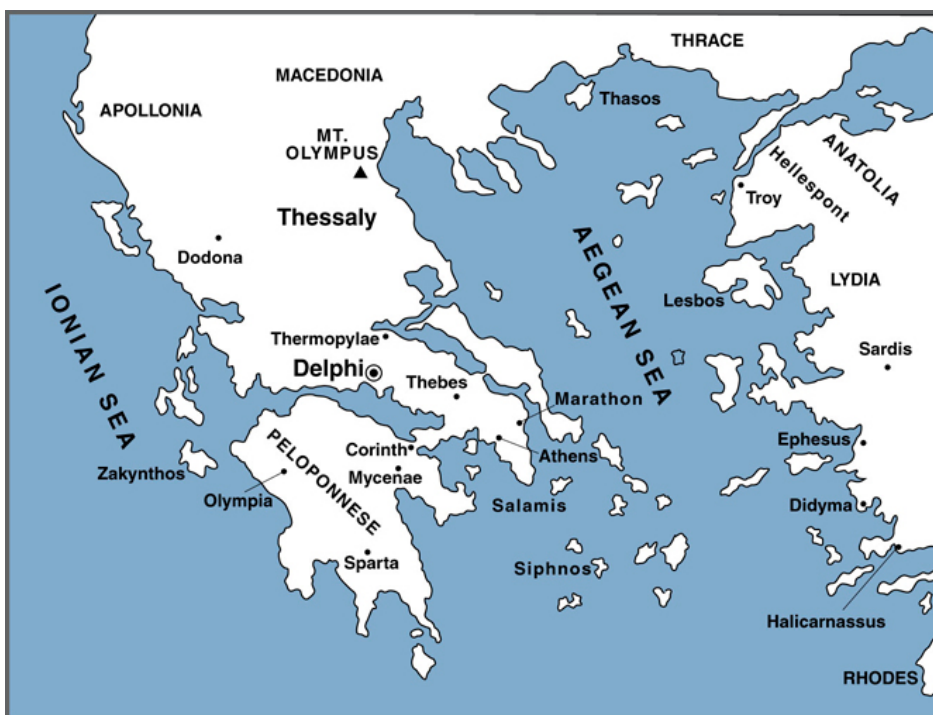 THRACE
MACEDONIA
Thasos
APOLLONIA
MT.
OLYMPUS
ANATOLIA
Hellespont
Troy
Thessaly
Dodona
AEGEAN SEA
LYDIA
Lesbos
IONIAN SEA
Thermopylae
Sardis
Delphi
Thebes
Marathon
PELOPONNESE
Corinth
Athens
Ephesus
Zakynthos
Mycenae
Olympia
Salamis
Didyma
Sparta
Siphnos
Halicarnassus
RHODES